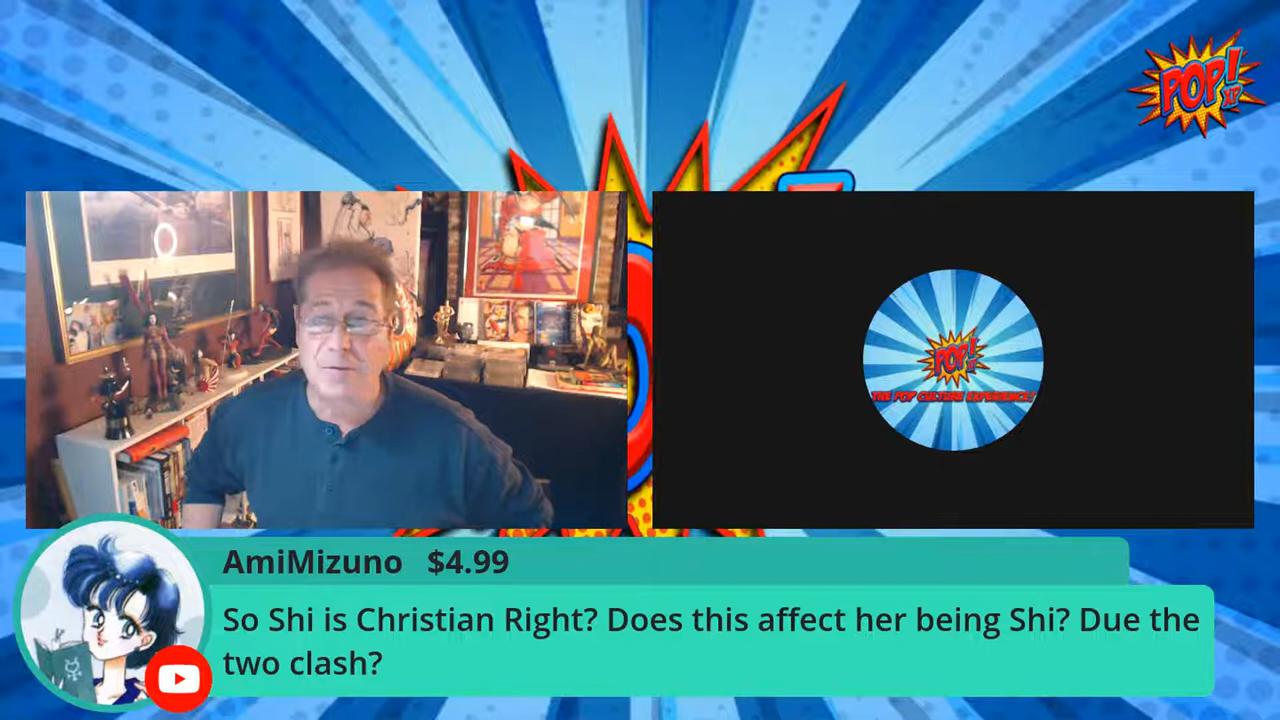 POP!
XP
POP!
XP
THE POP CULTURE EXPERIENCE!
AmiMizuno $4.99
So Shi is Christian Right? Does this affect her being Shi? Due the
two clash?